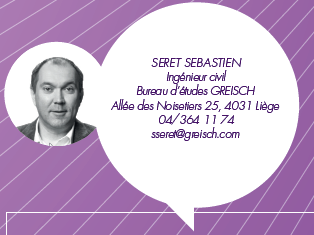 SERET SEBASTIEN
Ingénieur civil
Bureau d'études GREISCH
Allée des Noisetiers 25, 4031 Liège
04/364 11 74
sseret@greisch.com